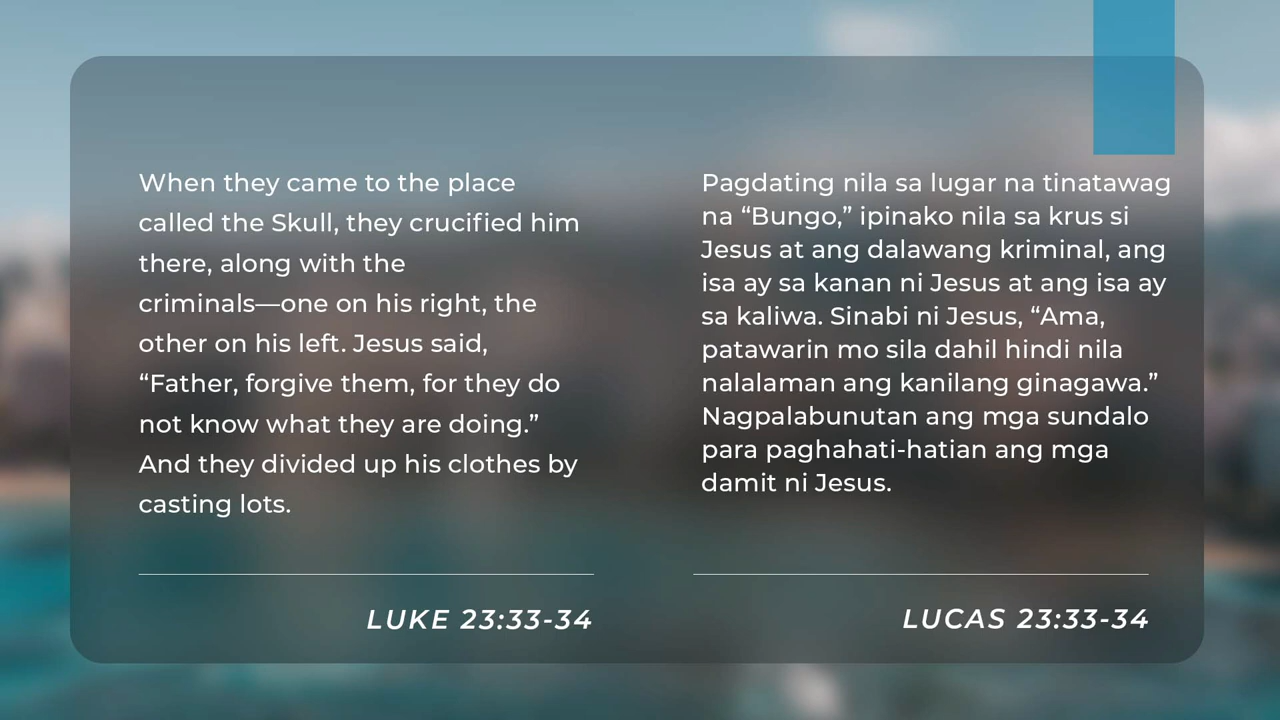 When they came to the place
called the Skull, they crucified him
there, along with the
criminals—one on his right, the
other on his left. Jesus said,
“Father, forgive them, for they do
not know what they are doing.”
And they divided up his clothes by
casting lots.
LUKE 23:33-34
Pagdating nila sa lugar na tinatawag
na “Bungo,” ipinako nila sa krus si
Jesus at ang dalawang kriminal, ang
isa ay sa kanan ni Jesus at ang isa ay
sa kaliwa. Sinabi ni Jesus, “Ama,
patawarin mo sila dahil hindi nila
nalalaman ang kanilang ginagawa.”
Nagpalabunutan ang mga sundalo
para paghahati-hatian ang mga
damit ni Jesus.
LUCAS 23:33-34